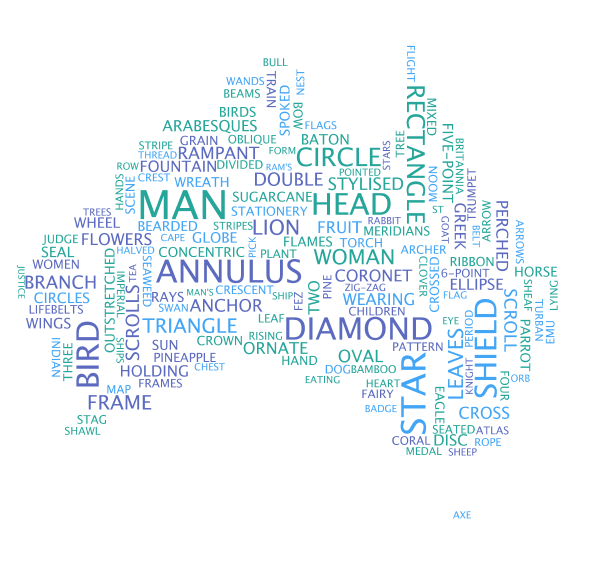 BULL
FLIGHT
WANDS
TRAIN
NEST
BEAMS
SPOKED
BIRDS
BOW
RECTANGLE
MIXED
ARABESQUES
FLAGS
FIVE-POINT
GRAIN
OBLIQUE
BATON
TREE
STRIPE
FORM
STARS
BRITANNIA
THREAD
RAMPANT
CIRCLE
ROW
FOUNTAIN
DIVIDED
RAM'S
POINTED
CREST
WREATH
DOUBLE
STYLISED
MOON
TRUMPET
HANDS
SCENE
SUGARCANE
MAN
HEAD
STATIONERY
ST
GREEK
ARROW
PERCHED
TREES
WHEEL
BEARDED
STRIPES
LION
FRUIT
RABBIT
GOAT
BELT
MERIDIANS
JUDGE
FLOWERS
CAPE
GLOBE
PICK
FLAMES
TORCH
ARCHER
ARROWS
SEAL
HALVED
CONCENTRIC
PLANT
WOMAN
CLOVER
CROSSED
RIBBON
WOMEN
OUTSTRETCHED
SEAWEED
ANNULUS
CORONET
6-POINT
HORSE
JUSTICE
BRANCH
IMPERIAL
TEA
PINE
ZIG-ZAG
ELLIPSE
SHEAF
LYING
CIRCLES
SCROLLS
RAYS
CRESCENT
MAN'S
SHIP
FEZ
TWO
WEARING
FLAG
SCROLL
TURBAN
EMU
LIFEBELTS
SWAN
ANCHOR
CHILDREN
WINGS
BIRD
TRIANGLE
LEAF
DIAMOND
EYE
PERIOD
SHIELD
PARROT
INDIAN
THREE
SHIPS
SUN
CROWN
RISING
ORNATE
PATTERN
LEAVES
PINEAPPLE
HAND
OVAL
STAR
HOLDING
CHEST
DOG
BAMBOO
KNIGHT
FOUR
ORB
MAP
FRAMES
EATING
HEART
FAIRY
EAGLE
FRAME
BADGE
CROSS
STAG
SEATED
ATLAS
SHAWL
CORAL
DISC
ROPE
MEDAL
SHEEP
AXE